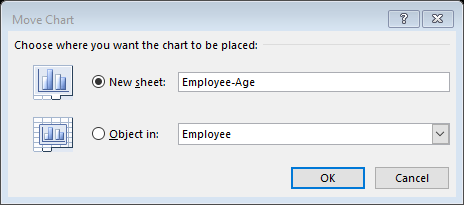 Move Chart
Choose where you want the chart to be placed:
New sheet: Employee-Age
Object in: Employee
OK Cancel